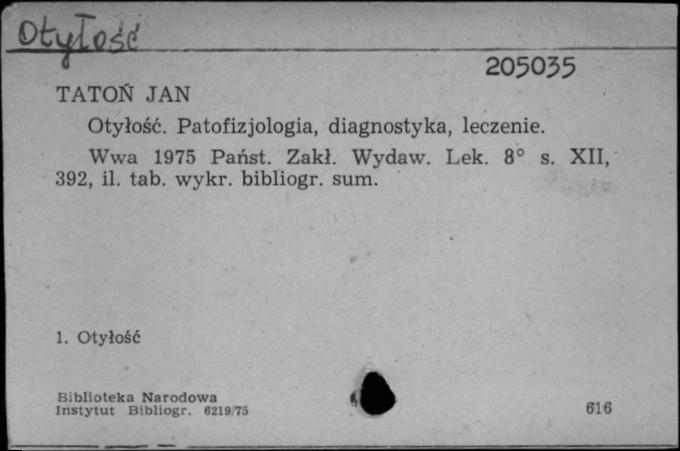 Otyłość
205035
TATOŃ JAN
Otyłość. Patofizjologia, diagnostyka, leczenie.
Wwa 1975 Państ. Zakł. Wydaw. Lek. 8° s. XII,
392, il. tab. wykr. bibliogr. sum.
1. Otyłość
Biblioteka Narodowa
Instytut Bibliogr. 6219/75
616